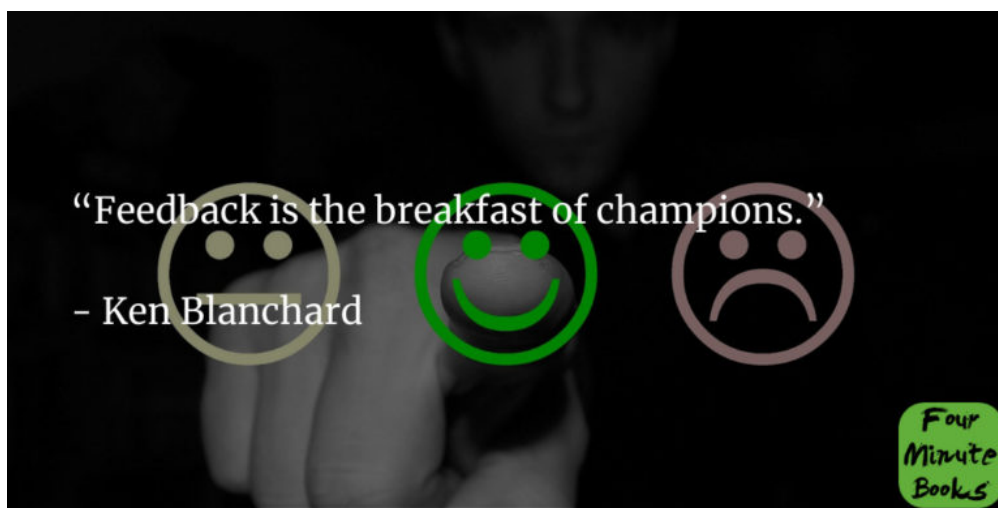 “Feedback is the breakfast of champions.”
- Ken Blanchard
Four
Minute
Books